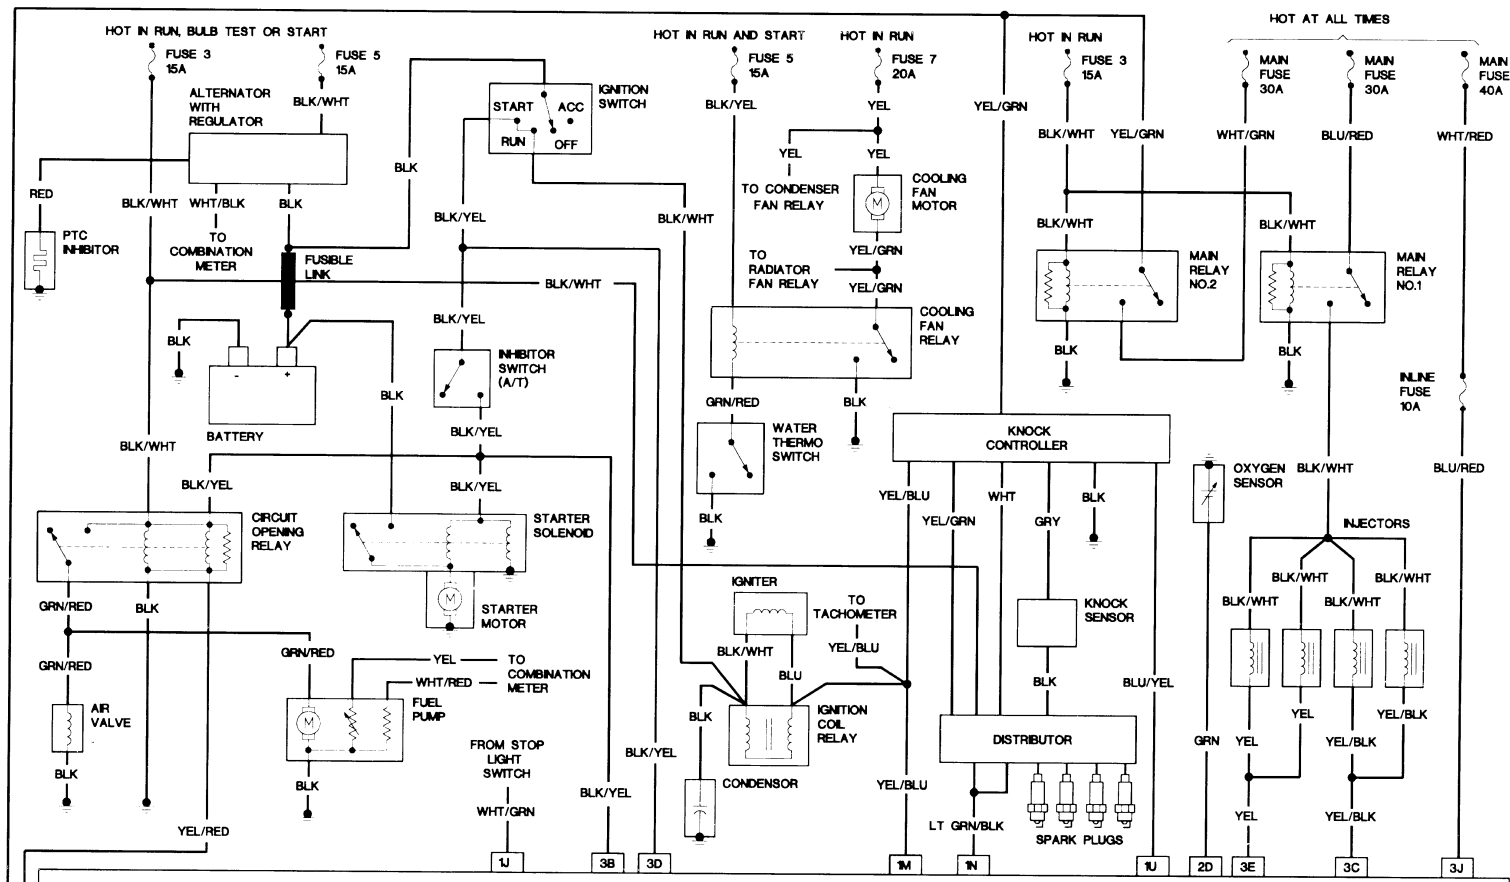 HOT IN RUN, BULB TEST OR START
HOT IN RUN AND START
HOT IN RUN
HOT IN RUN
HOT AT ALL TIMES
FUSE 3
15A
FUSE 5
15A
FUSE 5
15A
FUSE 7
20A
FUSE 3
15A
MAIN
FUSE
30A
MAIN
FUSE
30A
MAIN
FUSE
40A
ALTERNATOR
WITH
REGULATOR
BLK/WHT
IGNITION
SWITCH
START
ACC
RUN
OFF
BLK/YEL
YEL
YEL/GRN
BLK/WHT
YEL/GRN
WHT/GRN
BLU/RED
WHT/RED
YEL
YEL
BLK
RED
BLK/WHT
WHT/BLK
BLK
TO CONDENSER
FAN RELAY
COOLING
FAN
MOTOR
M
BLK/YEL
BLK/WHT
BLK/WHT
BLK/WHT
PTC
INHIBITOR
TO
COMBINATION
METER
FUSIBLE
LINK
YEL/GRN
TO
RADIATOR
FAN RELAY
YEL/GRN
MAIN
RELAY
NO.2
MAIN
RELAY
NO.1
BLK/WHT
BLK/YEL
COOLING
FAN
RELAY
BLK
-
+
BATTERY
INHIBITOR
SWITCH
(A/T)
BLK
BLK
BLK
GRN/RED
BLK
INLINE
FUSE
10A
BLK/WHT
BLK/YEL
WATER
THERMO
SWITCH
KNOCK
CONTROLLER
BLK/YEL
BLK/YEL
BLK
YEL/BLU
WHT
BLK
YEL/GRN
GRY
OXYGEN
SENSOR
BLK/WHT
BLU/RED
CIRCUIT
OPENING
RELAY
STARTER
SOLENOID
INJECTORS
BLK/WHT
BLK/WHT
BLK/WHT
BLK/WHT
IGNITER
TO
TACHOMETER
KNOCK
SENSOR
GRN/RED
BLK
M
STARTER
MOTOR
BLK/WHT
YEL/BLU
GRN/RED
GRN/RED
YEL
TO
COMBINATION
METER
WHT/RED
BLU
BLK
BLU/YEL
AIR
VALVE
M
FUEL
PUMP
BLK
IGNITION
COIL
RELAY
DISTRIBUTOR
YEL
YEL/BLK
GRN
YEL
YEL/BLK
FROM STOP
LIGHT
SWITCH
BLK/YEL
BLK
BLK
CONDENSOR
YEL/BLU
BLK/YEL
WHT/GRN
YEL/RED
LT GRN/BLK
SPARK PLUGS
YEL
YEL/BLK
1J
3B
3D
1M
1N
1U
2D
3E
3C
3J